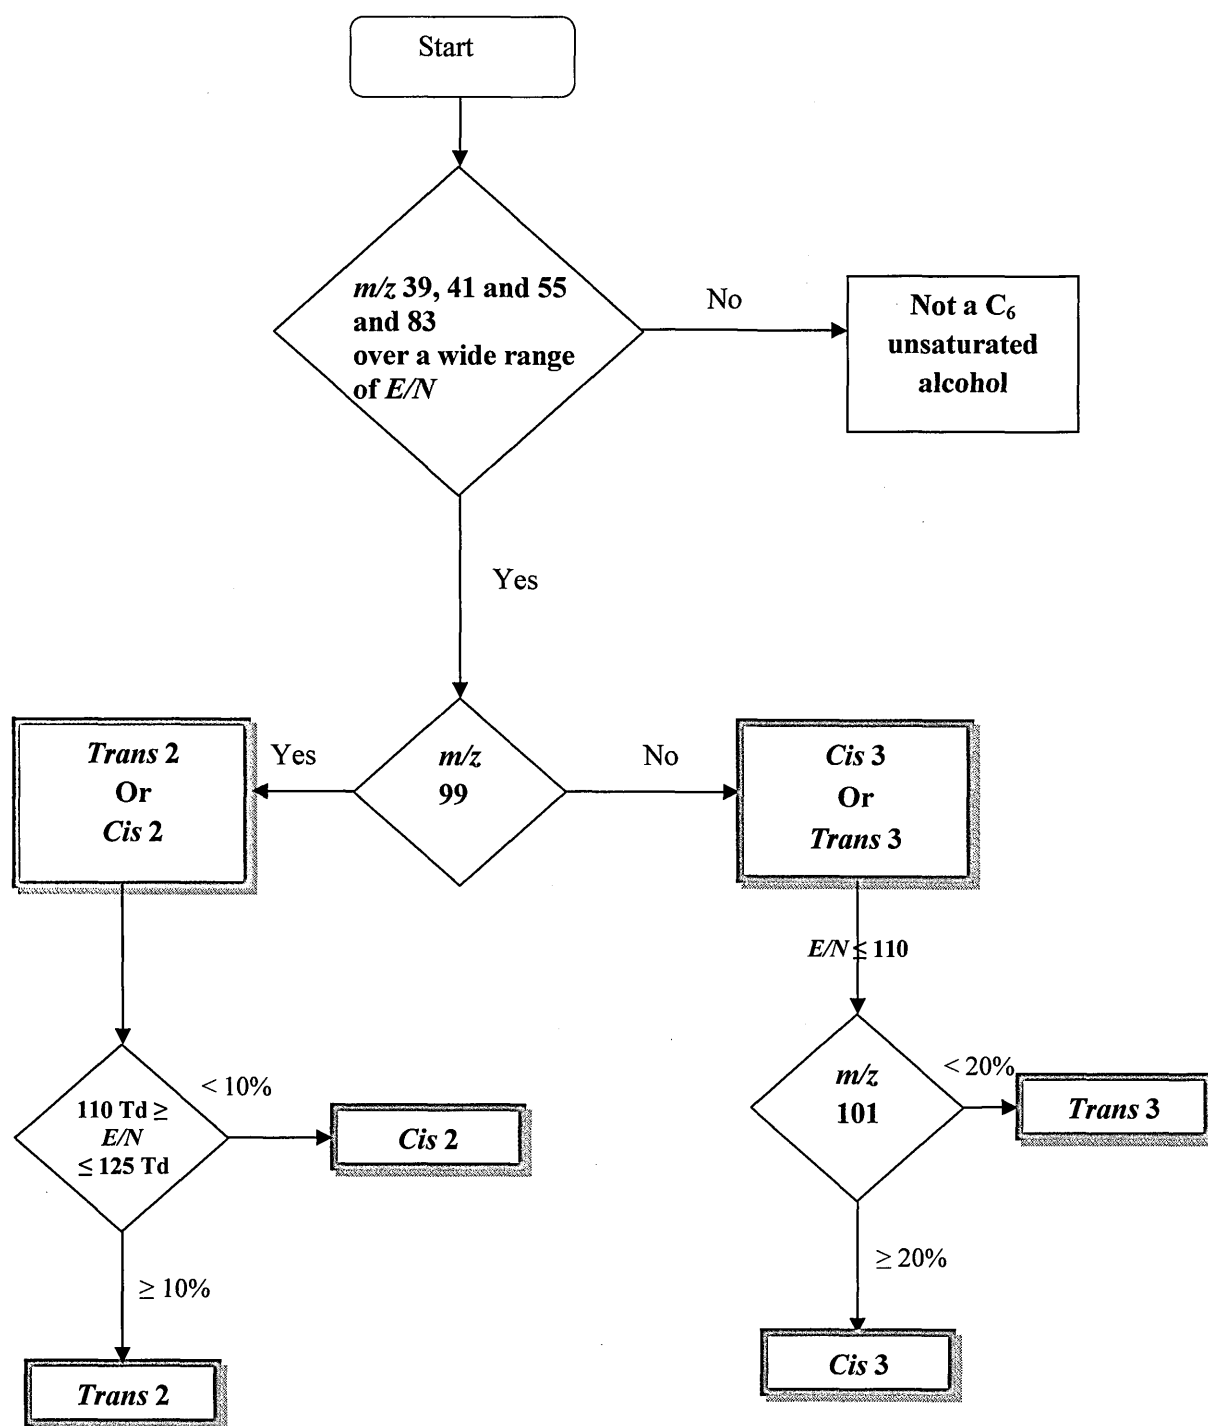 Start
m/z 39, 41 and 55
and 83
over a wide range
of E/N
No
Not a C₆
unsaturated
alcohol
Yes
Trans 2
Or
Cis 2
Yes
m/z
99
No
Cis 3
Or
Trans 3
E/N ≤ 110
110 Td ≥
E/N
≤ 125 Td
< 10%
Cis 2
m/z
101
< 20%
Trans 3
≥ 10%
Trans 2
≥ 20%
Cis 3